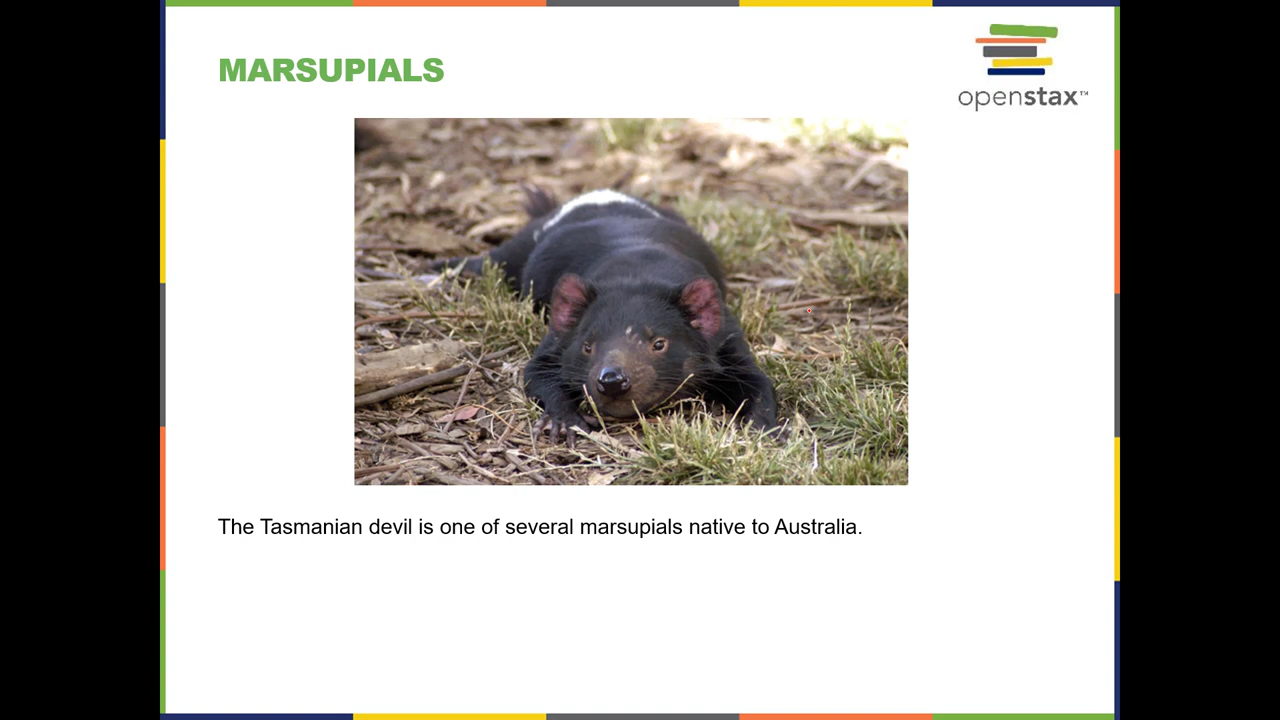 MARSUPIALS
openstax™
The Tasmanian devil is one of several marsupials native to Australia.